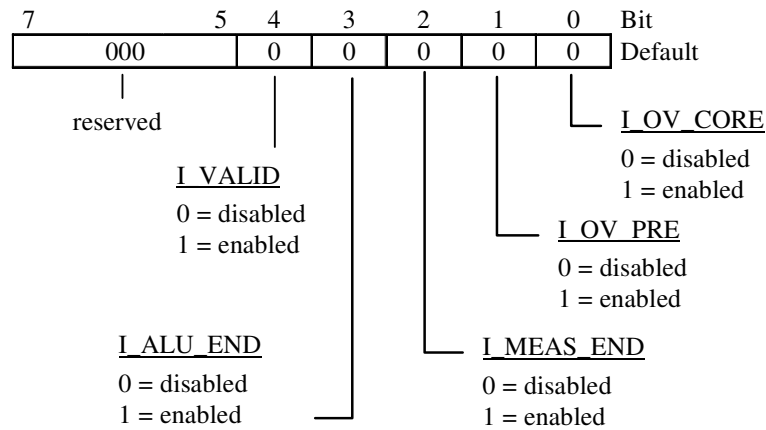 7 5 4 3 2 1 0 Bit
000 0 0 0 0 0 Default
reserved
I_OV_CORE
0 = disabled
1 = enabled
I_VALID
0 = disabled
1 = enabled
I_OV_PRE
0 = disabled
1 = enabled
I_ALU_END
0 = disabled
1 = enabled
I_MEAS_END
0 = disabled
1 = enabled